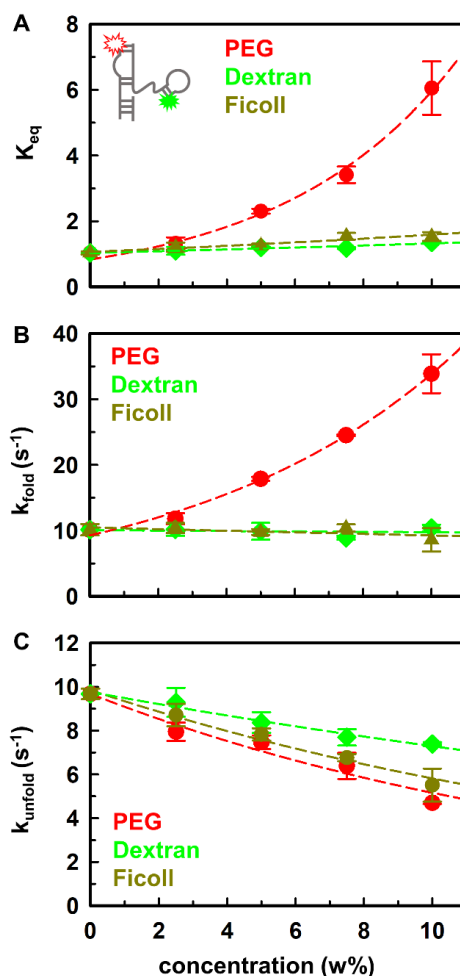 A
PEG
Dextran
Ficoll
K_eq
8
6
4
2
0
B
PEG
Dextran
Ficoll
k_fold (s⁻¹)
40
30
20
10
0
C
PEG
Dextran
Ficoll
k_unfold (s⁻¹)
12
10
8
6
4
2
0
0 2 4 6 8 10
concentration (w%)